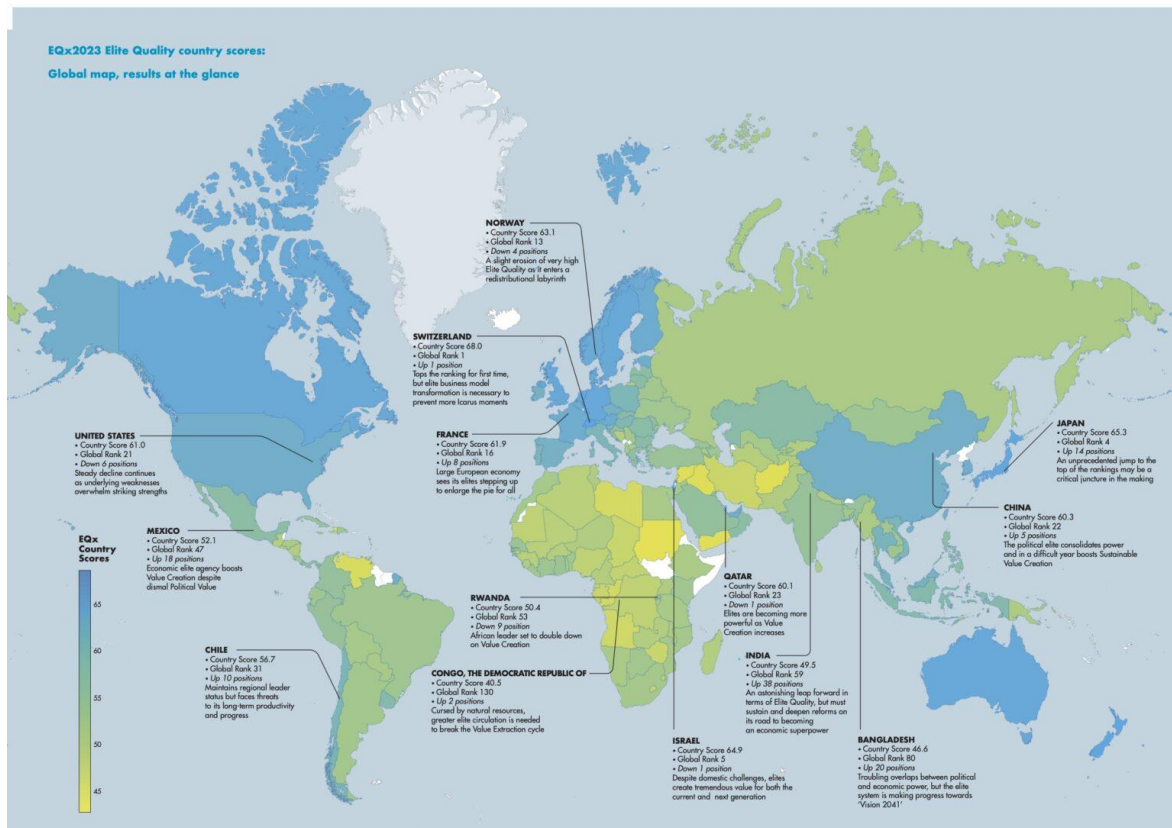 EQx2023 Elite Quality country scores:
Global map, results at the glance
NORWAY
• Country Score 63.1
• Global Rank 13
• Down 4 positions
A slight erosion of very high
Elite Quality as it enters a
redistributional labyrinth
SWITZERLAND
• Country Score 68.0
• Global Rank 1
• Up 1 position
Tops the ranking for first time,
but elite business model
transformation is necessary to
prevent more Icarus moments
UNITED STATES
• Country Score 61.0
• Global Rank 21
• Down 6 positions
Steady decline continues
as underlying weaknesses
overwhelm striking strengths
FRANCE
• Country Score 61.9
• Global Rank 16
• Up 8 positions
Large European economy
sees its elites stepping up
to enlarge the pie for all
JAPAN
• Country Score 65.3
• Global Rank 4
• Up 14 positions
An unprecedented jump to the
top of the rankings may be a
critical juncture in the making
CHINA
• Country Score 60.3
• Global Rank 22
• Up 5 positions
The political elite consolidates power
and in a difficult year boosts Sustainable
Value Creation
MEXICO
• Country Score 52.1
• Global Rank 47
• Up 18 positions
Economic elite agency boosts
Value Creation despite
dismal Political Value
EQx
Country
Scores
65
60
55
50
45
QATAR
• Country Score 60.1
• Global Rank 23
• Down 1 position
Elites are becoming more
powerful as Value
Creation increases
RWANDA
• Country Score 50.4
• Global Rank 53
• Down 9 position
African leader set to double down
on Value Creation
CHILE
• Country Score 56.7
• Global Rank 31
• Up 10 positions
Maintains regional leader
status but faces threats
to its long-term productivity
and progress
CONGO, THE DEMOCRATIC REPUBLIC OF
• Country Score 40.5
• Global Rank 130
• Up 2 positions
Cursed by natural resources,
greater elite circulation is needed
to break the Value Extraction cycle
INDIA
• Country Score 49.5
• Global Rank 59
• Up 38 positions
An astonishing leap forward in
terms of Elite Quality, but must
sustain and deepen reforms on
its road to becoming
an economic superpower
ISRAEL
• Country Score 64.9
• Global Rank 5
• Down 1 position
Despite domestic challenges, elites
create tremendous value for both the
current and next generation
BANGLADESH
• Country Score 46.6
• Global Rank 80
• Up 20 positions
Troubling overlaps between political
and economic power, but the elite
system is making progress towards
'Vision 2041'